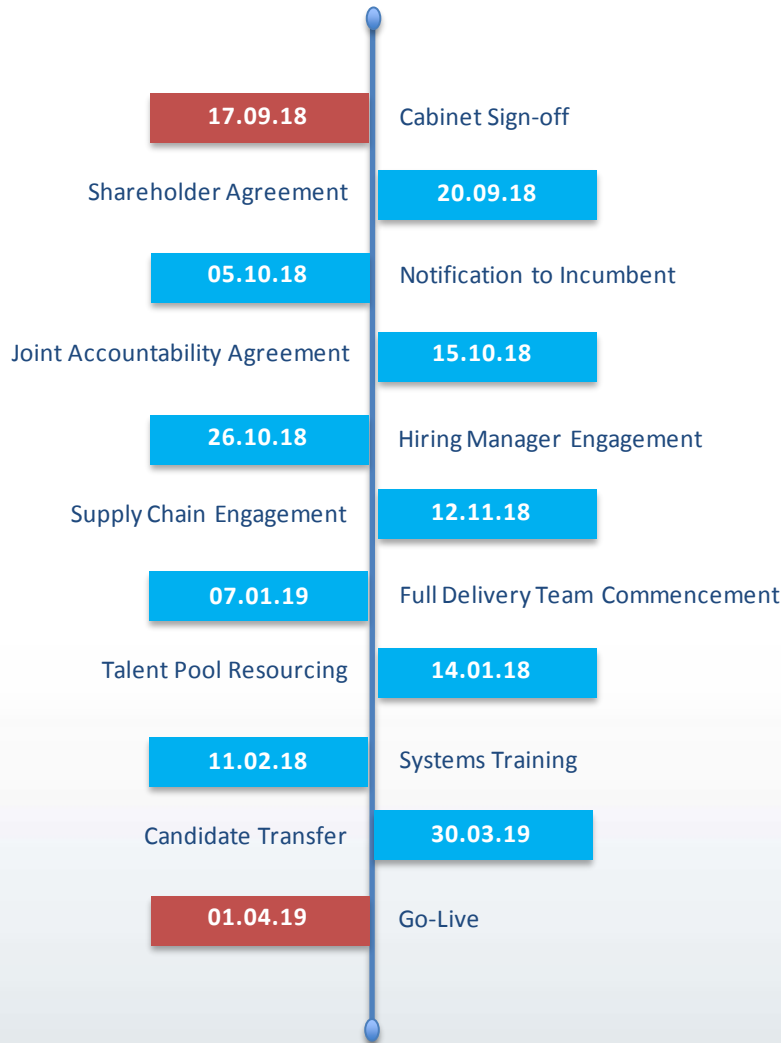 17.09.18 Cabinet Sign-off
Shareholder Agreement 20.09.18
05.10.18 Notification to Incumbent
Joint Accountability Agreement 15.10.18
26.10.18 Hiring Manager Engagement
Supply Chain Engagement 12.11.18
07.01.19 Full Delivery Team Commencement
Talent Pool Resourcing 14.01.18
11.02.18 Systems Training
Candidate Transfer 30.03.19
01.04.19 Go-Live